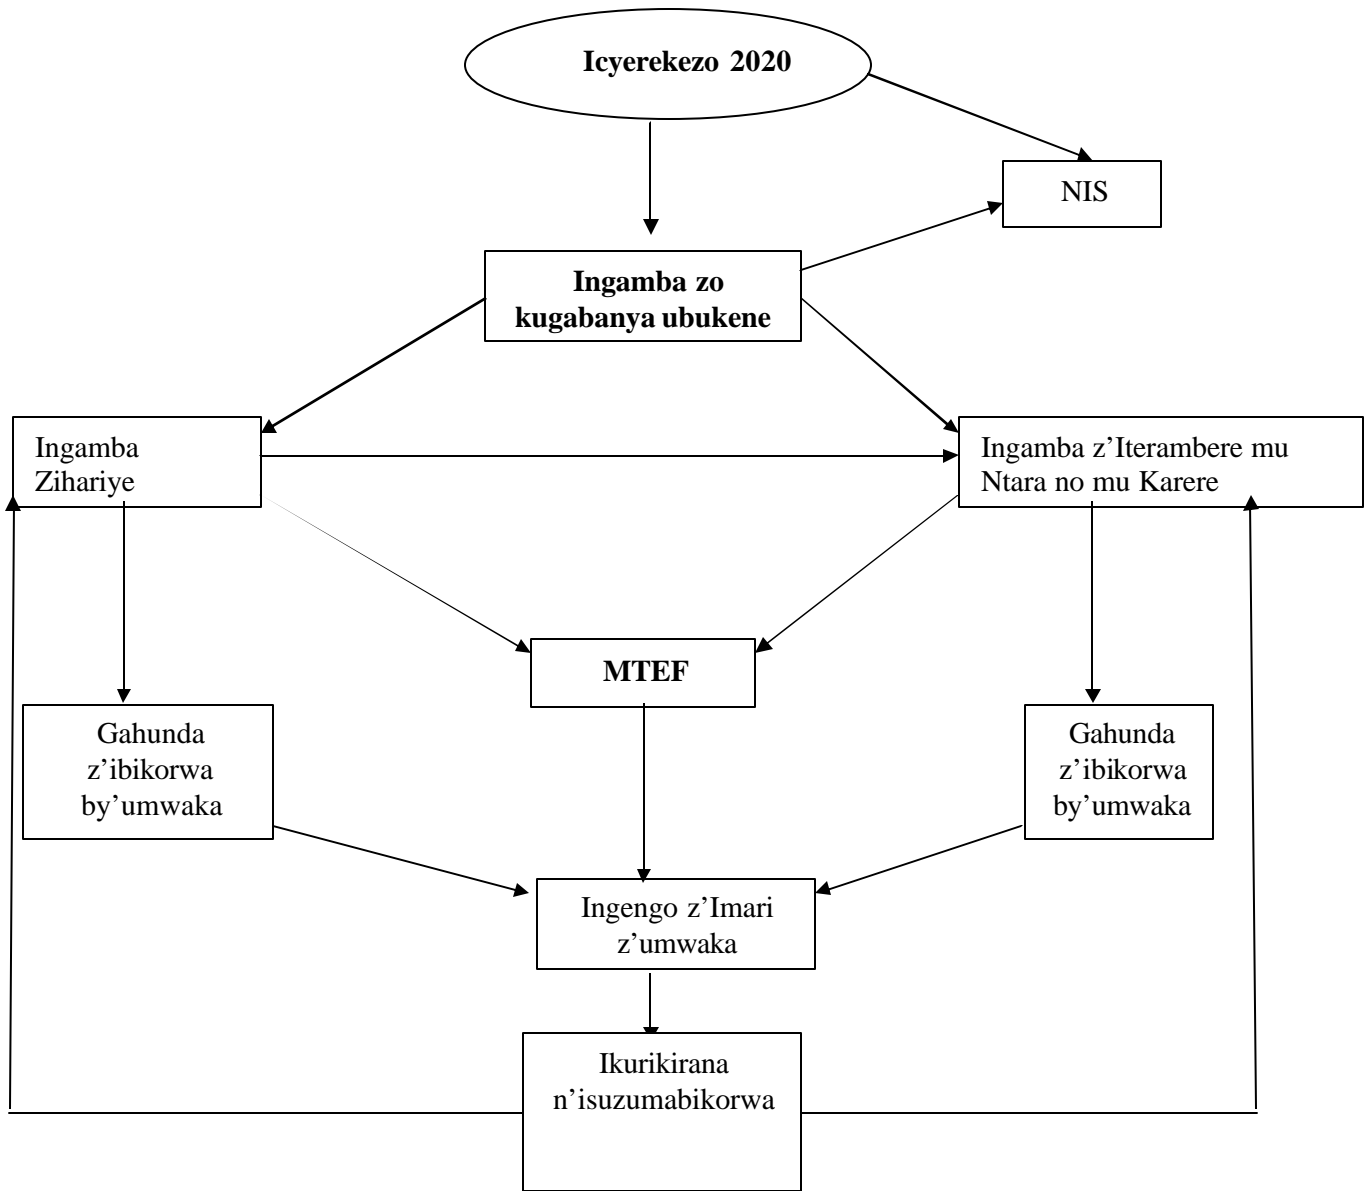 Icyerekezo 2020
NIS
Ingamba zo
kugabanya ubukene
Ingamba
Zihariye
Ingamba z’Iterambere mu
Ntara no mu Karere
MTEF
Gahunda
z’ibikorwa
by’umwaka
Gahunda
z’ibikorwa
by’umwaka
Ingengo z’Imari
z’umwaka
Ikurikirana
n’isuzumabikorwa